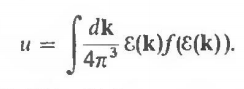 u = ∫ dk/4π³ ℰ(k)f(ℰ(k)).